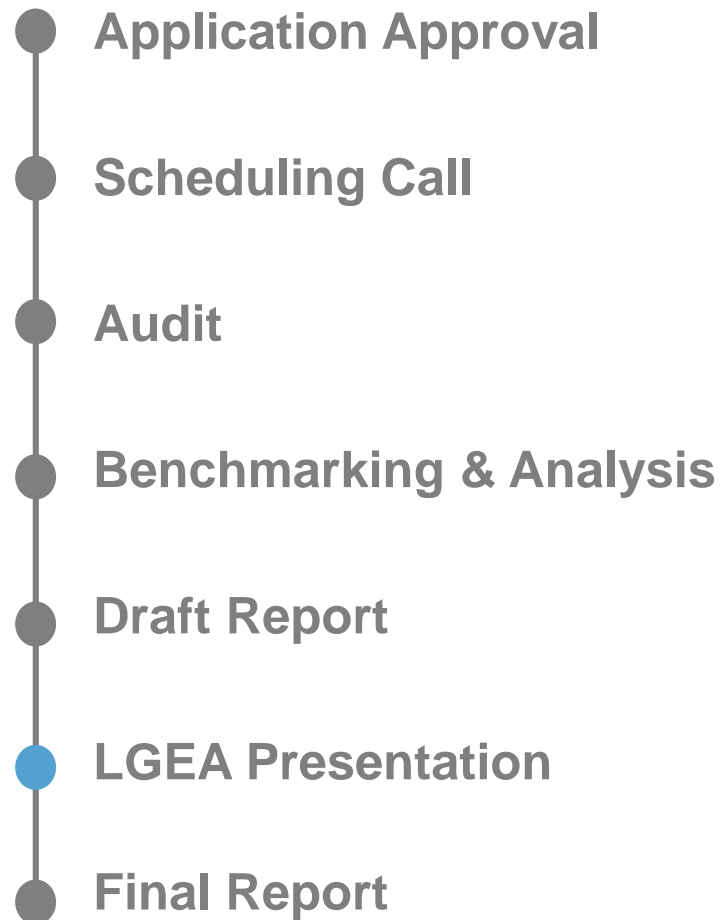 Application Approval
Scheduling Call
Audit
Benchmarking & Analysis
Draft Report
LGEA Presentation
Final Report